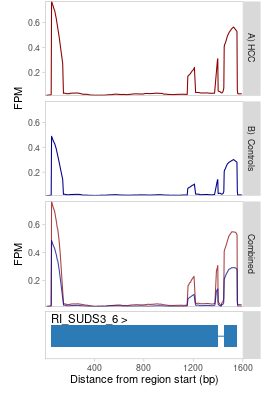 0.6
0.4
0.2
FPM
A) HCC
0.6
0.4
0.2
B) Controls
0.6
0.4
0.2
FPM
Combined
RI_SUDS3_6 >
400 800 1200 1600
Distance from region start (bp)